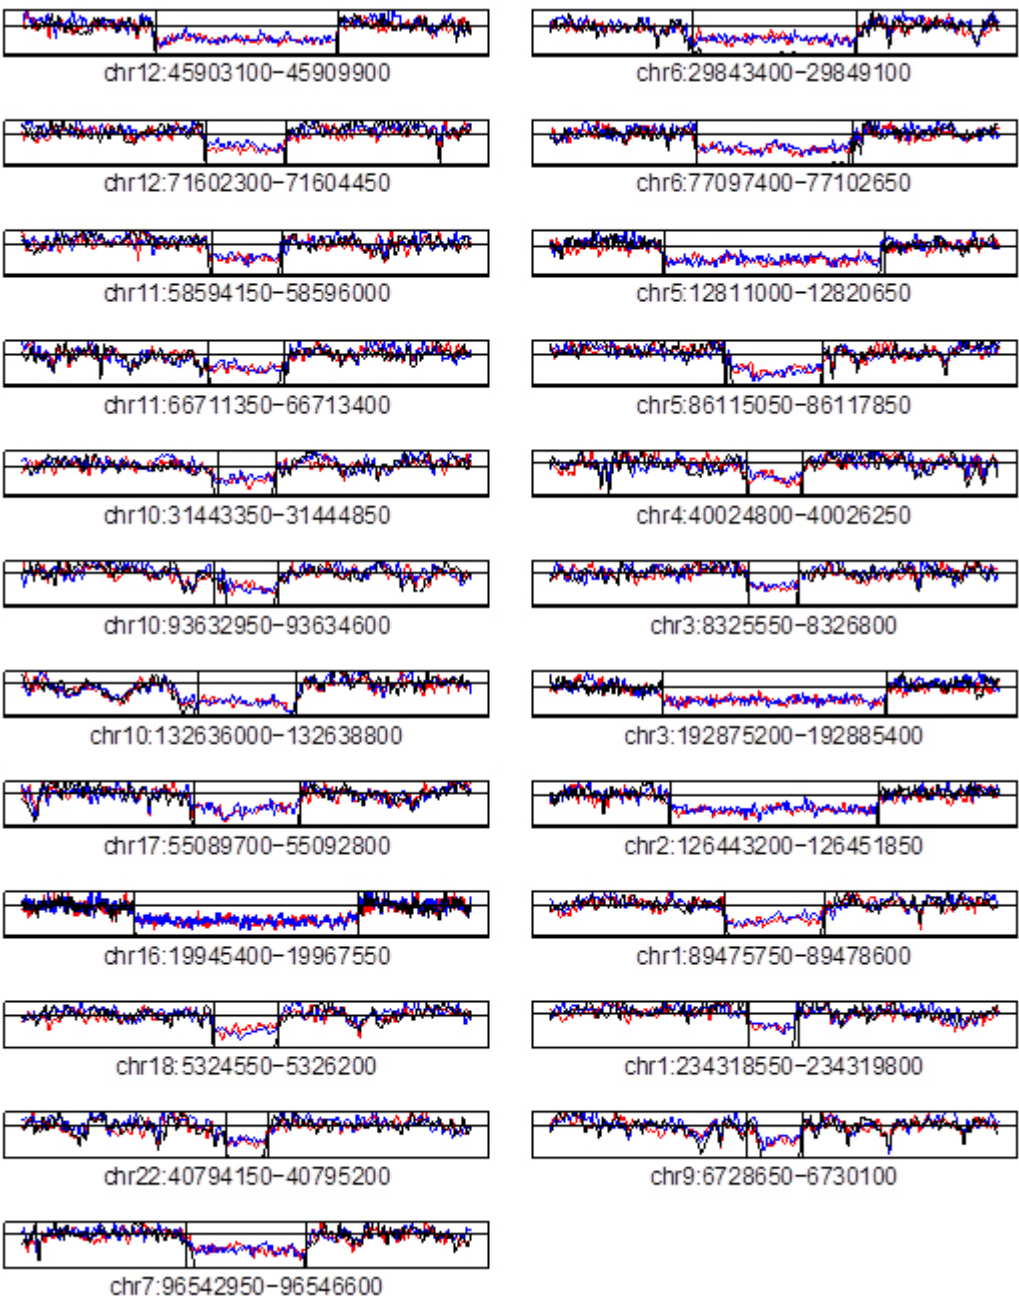 chr12:45903100−45909900
chr6:29843400−29849100
chr12:71602300−71604450
chr6:77097400−77102650
chr11:58594150−58596000
chr5:12811000−12820650
chr11:66711350−66713400
chr5:86115050−86117850
chr10:31443350−31444850
chr4:40024800−40026250
chr10:93632950−93634600
chr3:8325550−8326800
chr10:132636000−132638800
chr3:192875200−192885400
chr17:55089700−55092800
chr2:126443200−126451850
chr16:19945400−19967550
chr1:89475750−89478600
chr18:5324550−5326200
chr1:234318550−234319800
chr22:40794150−40795200
chr9:6728650−6730100
chr7:96542950−96546600